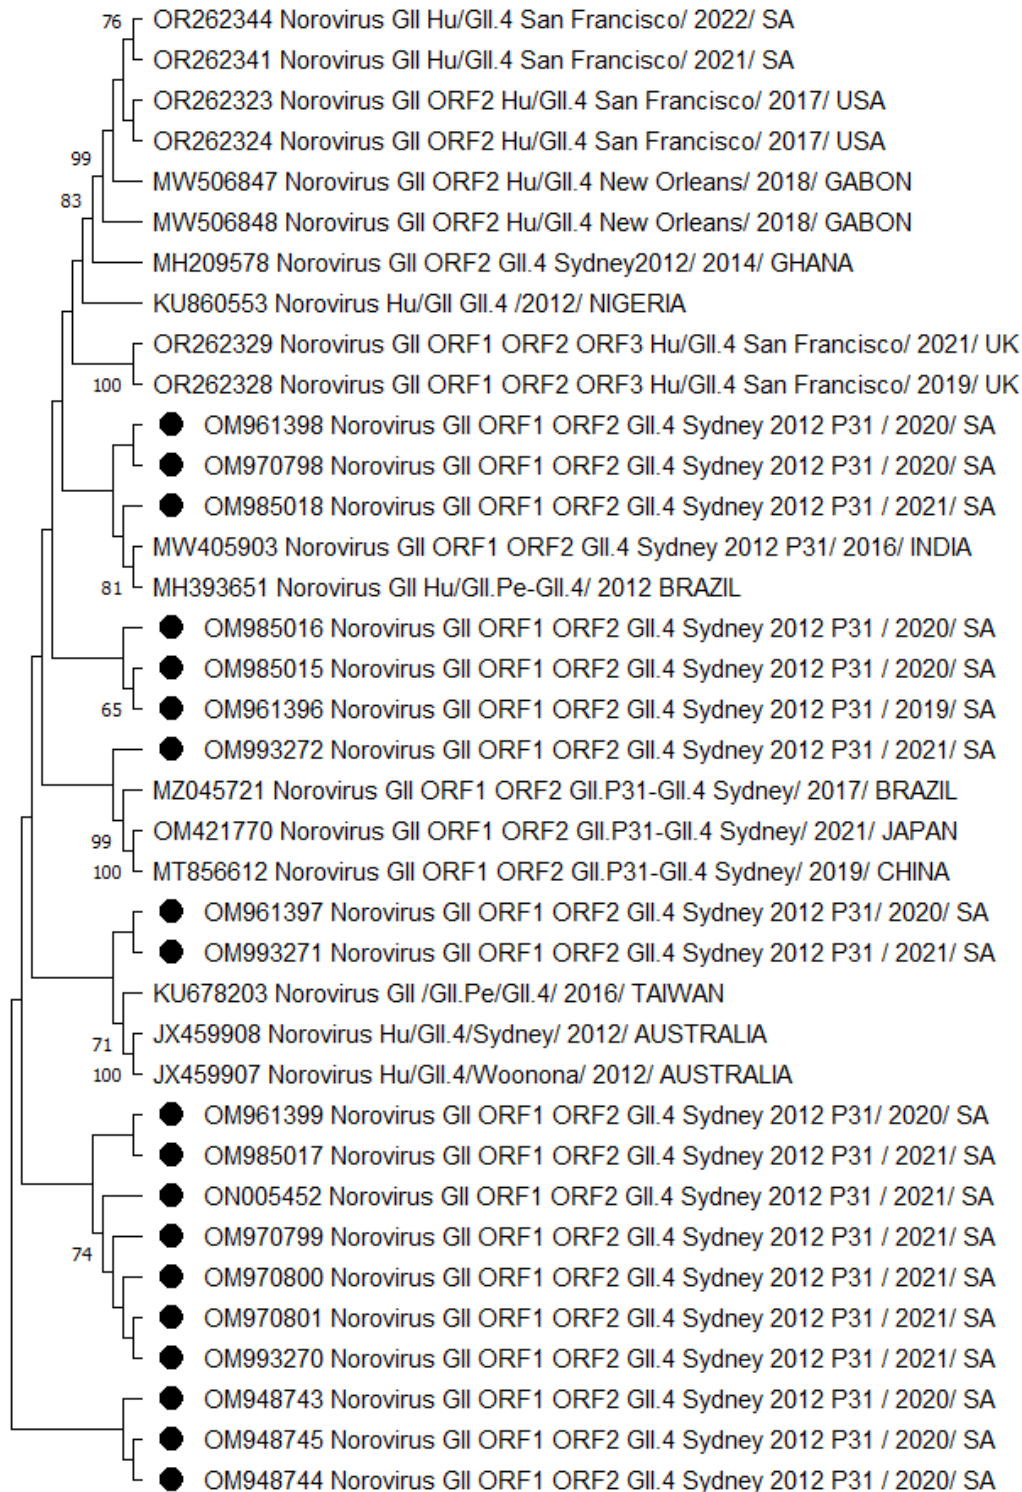 76
OR262344 Norovirus GII Hu/GII.4 San Francisco/ 2022/ SA
OR262341 Norovirus GII Hu/GII.4 San Francisco/ 2021/ SA
OR262323 Norovirus GII ORF2 Hu/GII.4 San Francisco/ 2017/ USA
OR262324 Norovirus GII ORF2 Hu/GII.4 San Francisco/ 2017/ USA
99
MW506847 Norovirus GII ORF2 Hu/GII.4 New Orleans/ 2018/ GABON
83
MW506848 Norovirus GII ORF2 Hu/GII.4 New Orleans/ 2018/ GABON
MH209578 Norovirus GII ORF2 GII.4 Sydney2012/ 2014/ GHANA
KU860553 Norovirus Hu/GII GII.4 /2012/ NIGERIA
OR262329 Norovirus GII ORF1 ORF2 ORF3 Hu/GII.4 San Francisco/ 2021/ UK
100
OR262328 Norovirus GII ORF1 ORF2 ORF3 Hu/GII.4 San Francisco/ 2019/ UK
OM961398 Norovirus GII ORF1 ORF2 GII.4 Sydney 2012 P31 / 2020/ SA
OM970798 Norovirus GII ORF1 ORF2 GII.4 Sydney 2012 P31 / 2020/ SA
OM985018 Norovirus GII ORF1 ORF2 GII.4 Sydney 2012 P31 / 2021/ SA
MW405903 Norovirus GII ORF1 ORF2 GII.4 Sydney 2012 P31/ 2016/ INDIA
81
MH393651 Norovirus GII Hu/GII.Pe-GII.4/ 2012 BRAZIL
OM985016 Norovirus GII ORF1 ORF2 GII.4 Sydney 2012 P31 / 2020/ SA
OM985015 Norovirus GII ORF1 ORF2 GII.4 Sydney 2012 P31 / 2020/ SA
65
OM961396 Norovirus GII ORF1 ORF2 GII.4 Sydney 2012 P31 / 2019/ SA
OM993272 Norovirus GII ORF1 ORF2 GII.4 Sydney 2012 P31 / 2021/ SA
MZ045721 Norovirus GII ORF1 ORF2 GII.P31-GII.4 Sydney/ 2017/ BRAZIL
99
OM421770 Norovirus GII ORF1 ORF2 GII.P31-GII.4 Sydney/ 2021/ JAPAN
100
MT856612 Norovirus GII ORF1 ORF2 GII.P31-GII.4 Sydney/ 2019/ CHINA
OM961397 Norovirus GII ORF1 ORF2 GII.4 Sydney 2012 P31/ 2020/ SA
OM993271 Norovirus GII ORF1 ORF2 GII.4 Sydney 2012 P31 / 2021/ SA
KU678203 Norovirus GII /GII.Pe/GII.4/ 2016/ TAIWAN
71
JX459908 Norovirus Hu/GII.4/Sydney/ 2012/ AUSTRALIA
100
JX459907 Norovirus Hu/GII.4/Woonona/ 2012/ AUSTRALIA
OM961399 Norovirus GII ORF1 ORF2 GII.4 Sydney 2012 P31/ 2020/ SA
OM985017 Norovirus GII ORF1 ORF2 GII.4 Sydney 2012 P31 / 2021/ SA
ON005452 Norovirus GII ORF1 ORF2 GII.4 Sydney 2012 P31 / 2021/ SA
74
OM970799 Norovirus GII ORF1 ORF2 GII.4 Sydney 2012 P31 / 2021/ SA
OM970800 Norovirus GII ORF1 ORF2 GII.4 Sydney 2012 P31 / 2021/ SA
OM970801 Norovirus GII ORF1 ORF2 GII.4 Sydney 2012 P31 / 2021/ SA
OM993270 Norovirus GII ORF1 ORF2 GII.4 Sydney 2012 P31 / 2021/ SA
OM948743 Norovirus GII ORF1 ORF2 GII.4 Sydney 2012 P31 / 2020/ SA
OM948745 Norovirus GII ORF1 ORF2 GII.4 Sydney 2012 P31 / 2020/ SA
OM948744 Norovirus GII ORF1 ORF2 GII.4 Sydney 2012 P31 / 2020/ SA